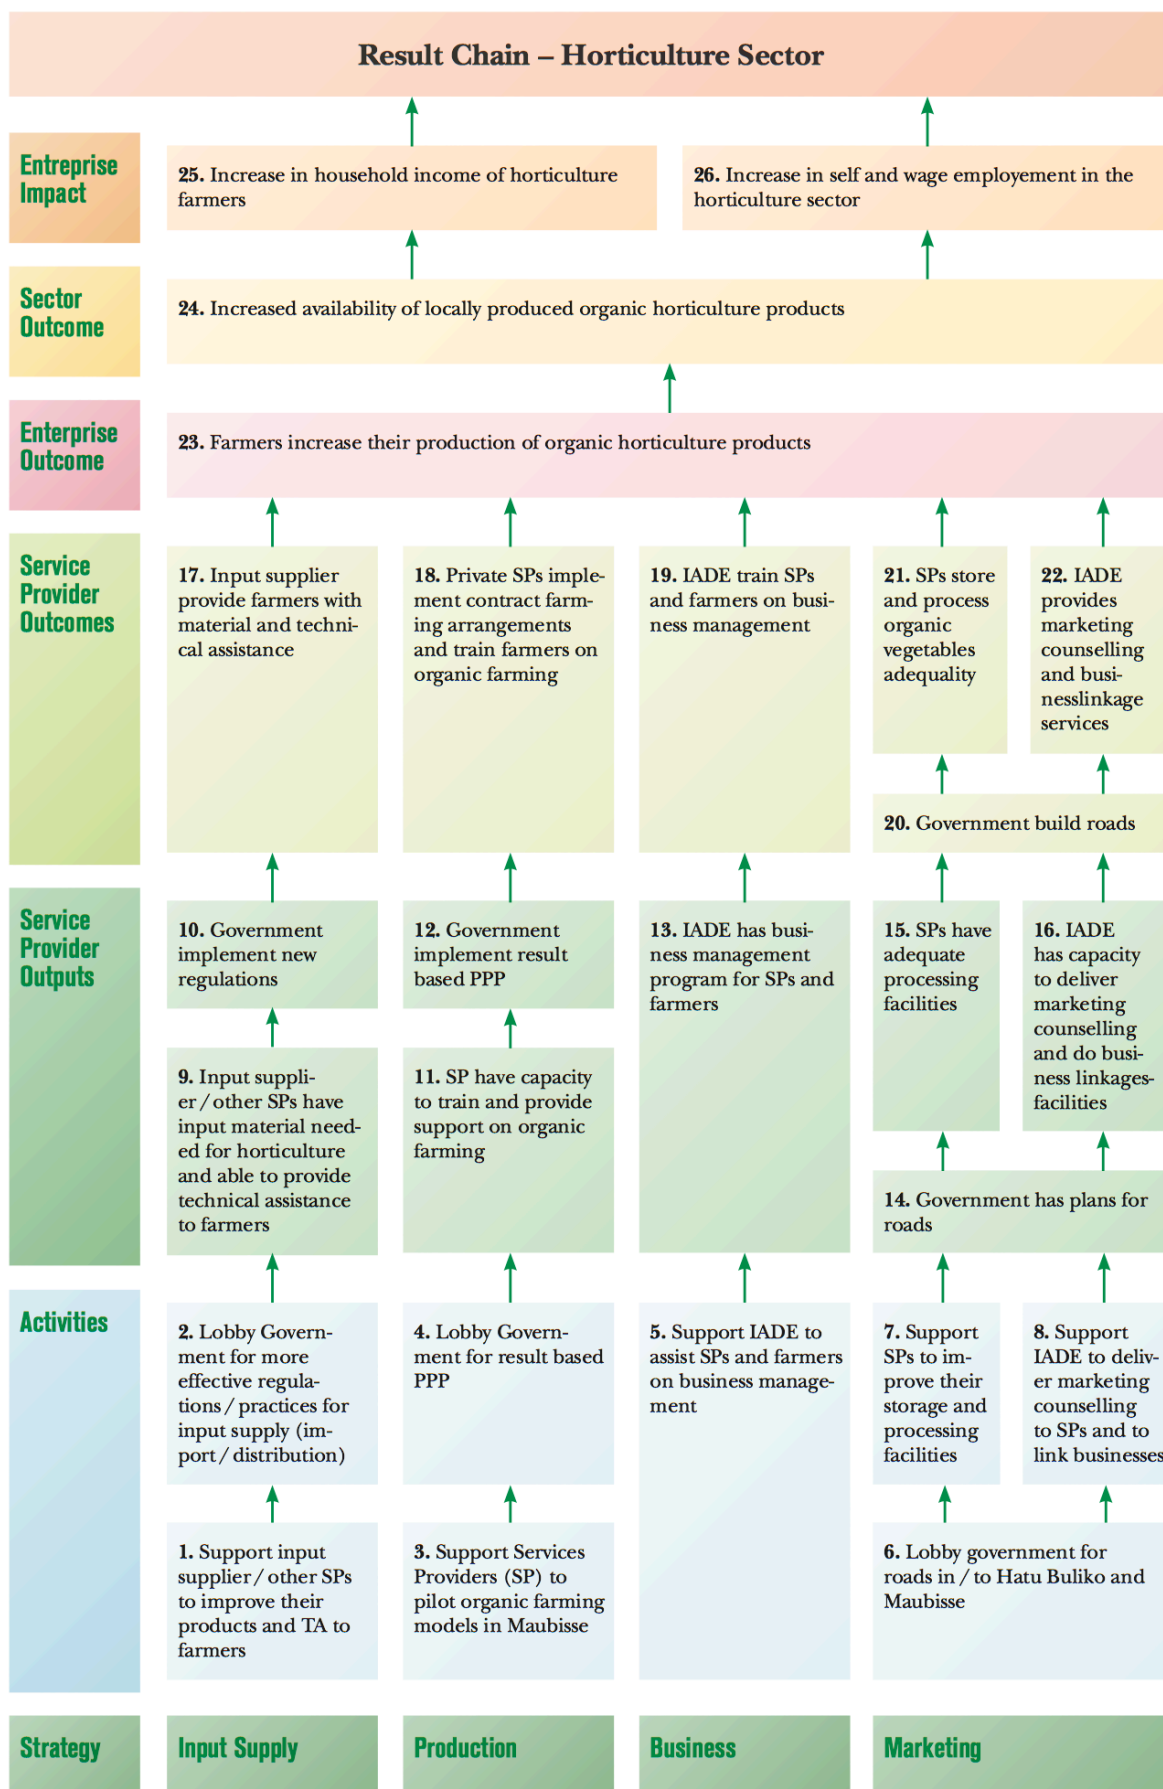 Result Chain – Horticulture Sector
Entreprise
Impact
25. Increase in household income of horticulture
farmers
26. Increase in self and wage employement in the
horticulture sector
Sector
Outcome
24. Increased availability of locally produced organic horticulture products
Enterprise
Outcome
23. Farmers increase their production of organic horticulture products
Service
Provider
Outcomes
17. Input supplier
provide farmers with
material and techni-
cal assistance
18. Private SPs imple-
ment contract farm-
ing arrangements
and train farmers on
organic farming
19. IADE train SPs
and farmers on busi-
ness management
21. SPs store
and process
organic
vegetables
adequality
22. IADE
provides
marketing
counselling
and busi-
nesslinkage
services
20. Government build roads
Service
Provider
Outputs
10. Government
implement new
regulations
12. Government
implement result
based PPP
13. IADE has busi-
ness management
program for SPs and
farmers
15. SPs have
adequate
processing
facilities
16. IADE
has capacity
to deliver
marketing
counselling
and do busi-
ness linkages-
facilities
9. Input suppli-
er / other SPs have
input material need-
ed for horticulture
and able to provide
technical assistance
to farmers
11. SP have capacity
to train and provide
support on organic
farming
14. Government has plans for
roads
Activities
2. Lobby Govern-
ment for more
effective regula-
tions / practices for
input supply (im-
port / distribution)
4. Lobby Govern-
ment for result based
PPP
5. Support IADE to
assist SPs and farmers
on business manage-
ment
7. Support
SPs to im-
prove their
storage and
processing
facilities
8. Support
IADE to deliv-
er marketing
counselling
to SPs and to
link businesses
1. Support input
supplier / other SPs
to improve their
products and TA to
farmers
3. Support Services
Providers (SP) to
pilot organic farming
models in Maubisse
6. Lobby government for
roads in / to Hatu Buliko and
Maubisse
Strategy
Input Supply
Production
Business
Marketing